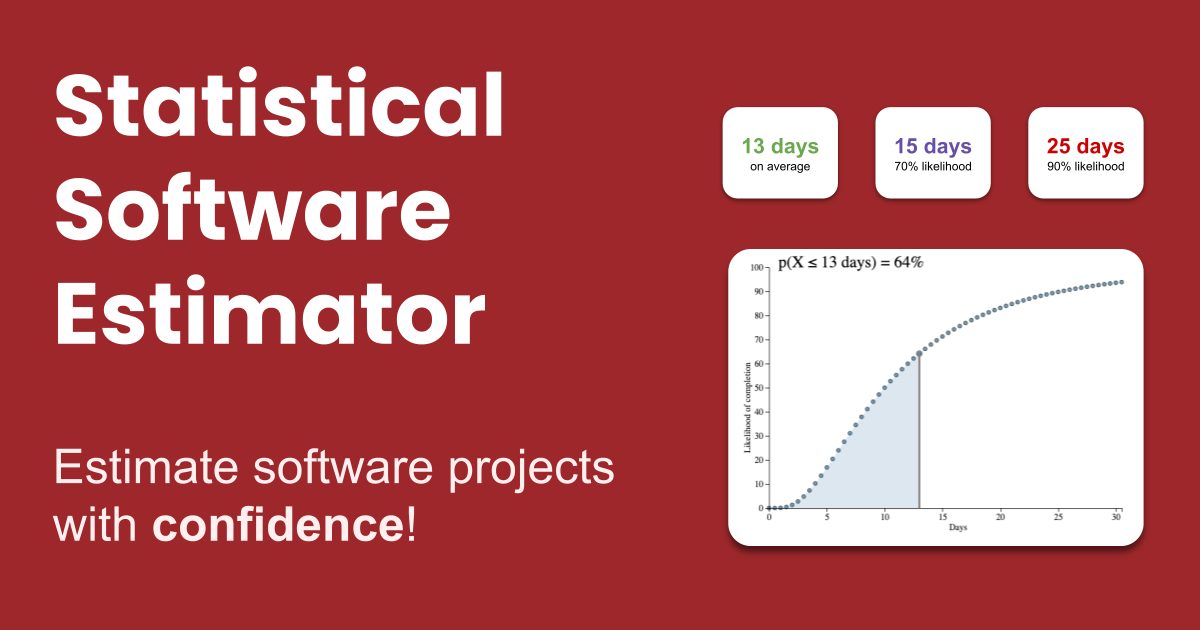 Statistical
Software
Estimator
Estimate software projects
with confidence!
13 days
on average
15 days
70% likelihood
25 days
90% likelihood
p(X ≤ 13 days) = 64%
100
90
80
70
60
50
40
30
20
10
0
Likelihood of completion
0 5 10 15 20 25 30
Days